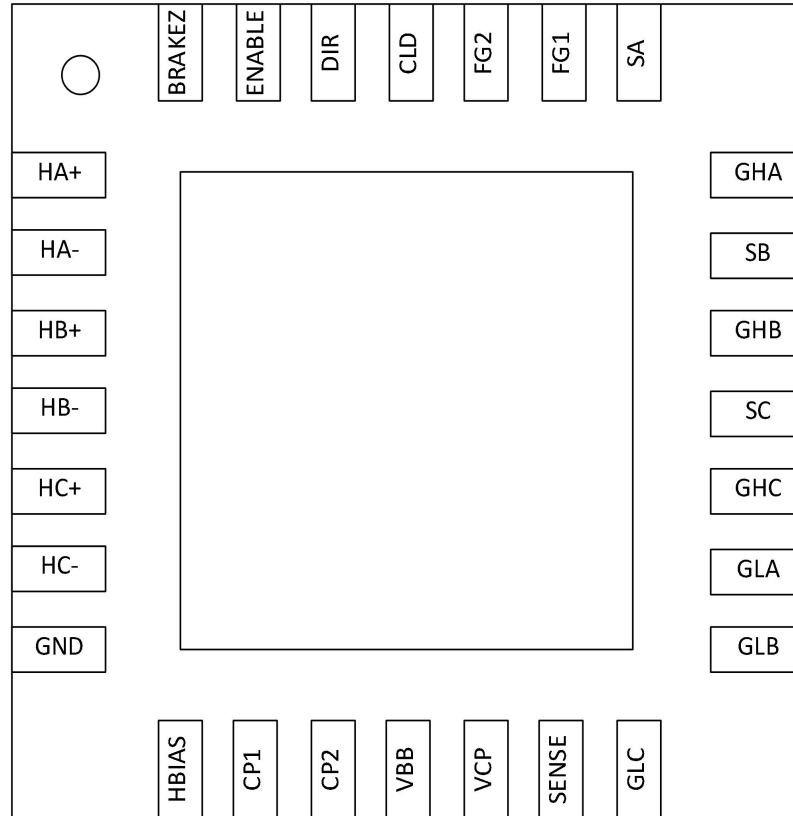 BRAKEZ
ENABLE
DIR
CLD
FG2
FG1
SA
HA+
HA-
HB+
HB-
HC+
HC-
GND
GHA
SB
GHB
SC
GHC
GLA
GLB
HBIAS
CP1
CP2
VBB
VCP
SENSE
GLC